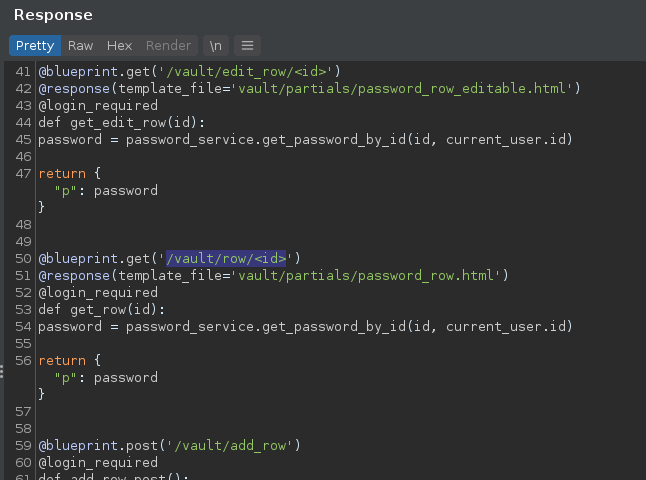 Response
Pretty Raw Hex Render \n
41 @blueprint.get('/vault/edit_row/<id>')
42 @response(template_file='vault/partials/password_row_editable.html')
43 @login_required
44 def get_edit_row(id):
45 password = password_service.get_password_by_id(id, current_user.id)
46
47 return {
"p": password
}
48
49
50 @blueprint.get('/vault/row/<id>')
51 @response(template_file='vault/partials/password_row.html')
52 @login_required
53 def get_row(id):
54 password = password_service.get_password_by_id(id, current_user.id)
55
56 return {
"p": password
}
57
58
59 @blueprint.post('/vault/add_row')
60 @login_required
61 def add_row_post():